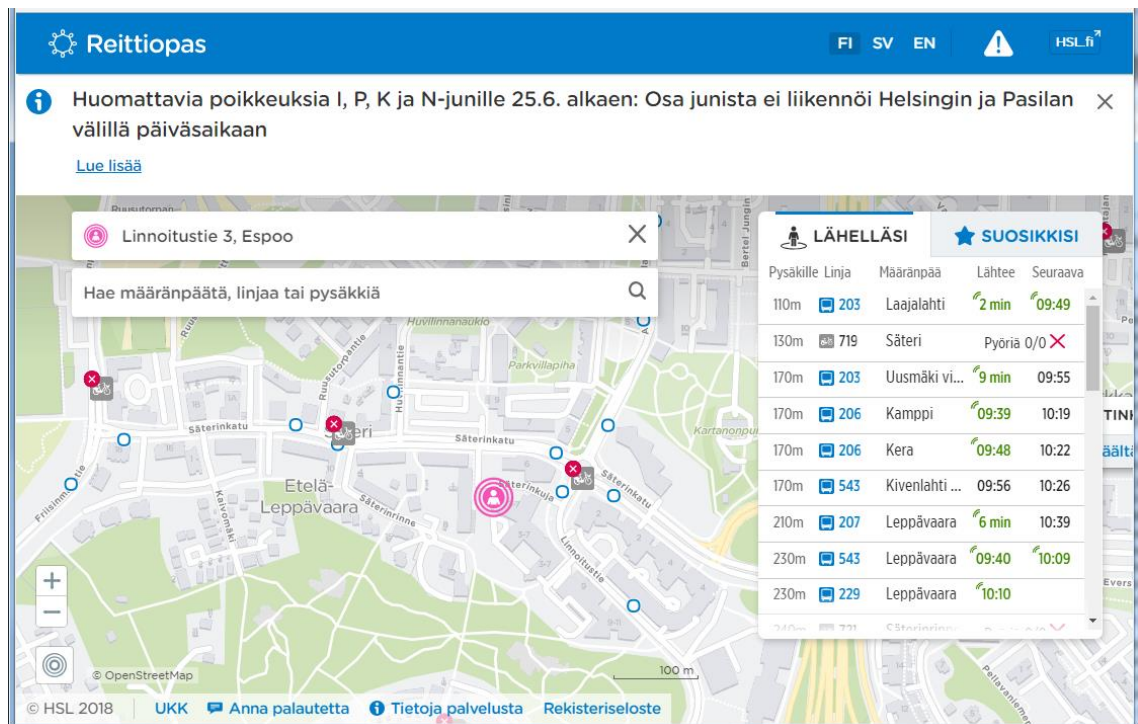 Reittiopas
FI SV EN
HSL.fi
Huomattavia poikkeuksia I, P, K ja N-junille 25.6. alkaen: Osa junista ei liikennöi Helsingin ja Pasilan
välillä päiväsaikaan
Lue lisää
Linnoitustie 3, Espoo
Hae määränpäätä, linjaa tai pysäkkiä
LÄHELLÄSI SUOSIKKISI
Pysäkille Linja Määränpää Lähtee Seuraava
110m 203 Laajalahti 2 min 09:49
130m 719 Säteri Pyöriä 0/0
170m 203 Uusmäki vi... 9 min 09:55
170m 206 Kamppi 09:39 10:19
170m 206 Kera 09:48 10:22
170m 543 Kivenlahti ... 09:56 10:26
210m 207 Leppävaara 6 min 10:39
230m 543 Leppävaara 09:40 10:09
230m 229 Leppävaara 10:10
Bertel Jungin
Huvilinnanaukio
Parkvillapiha
Ruusutorpantie
Huvilinnantie
Säterinkatu
Säterinkatu
Säterinkatu
Kaivomäki
Etelä-
Leppävaara
Säterinrinne
Säterinkuja
Linnoitustie
+
−
100 m
© OpenStreetMap
© HSL 2018 UKK Anna palautetta Tietoja palvelusta Rekisteriseloste